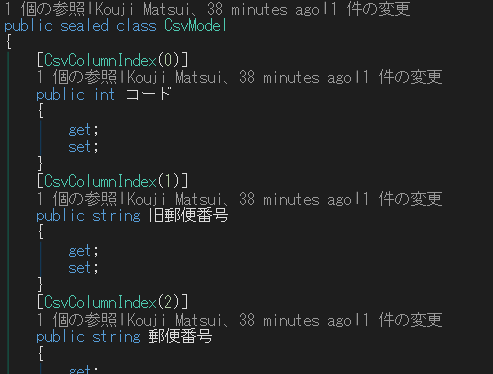 1 個の参照|Kouji Matsui、38 minutes ago|1 件の変更
public sealed class CsvModel
{
[CsvColumnIndex(0)]
1 個の参照|Kouji Matsui、38 minutes ago|1 件の変更
public int コード
{
get;
set;
}
[CsvColumnIndex(1)]
1 個の参照|Kouji Matsui、38 minutes ago|1 件の変更
public string 旧郵便番号
{
get;
set;
}
[CsvColumnIndex(2)]
1 個の参照|Kouji Matsui、38 minutes ago|1 件の変更
public string 郵便番号
{
get;